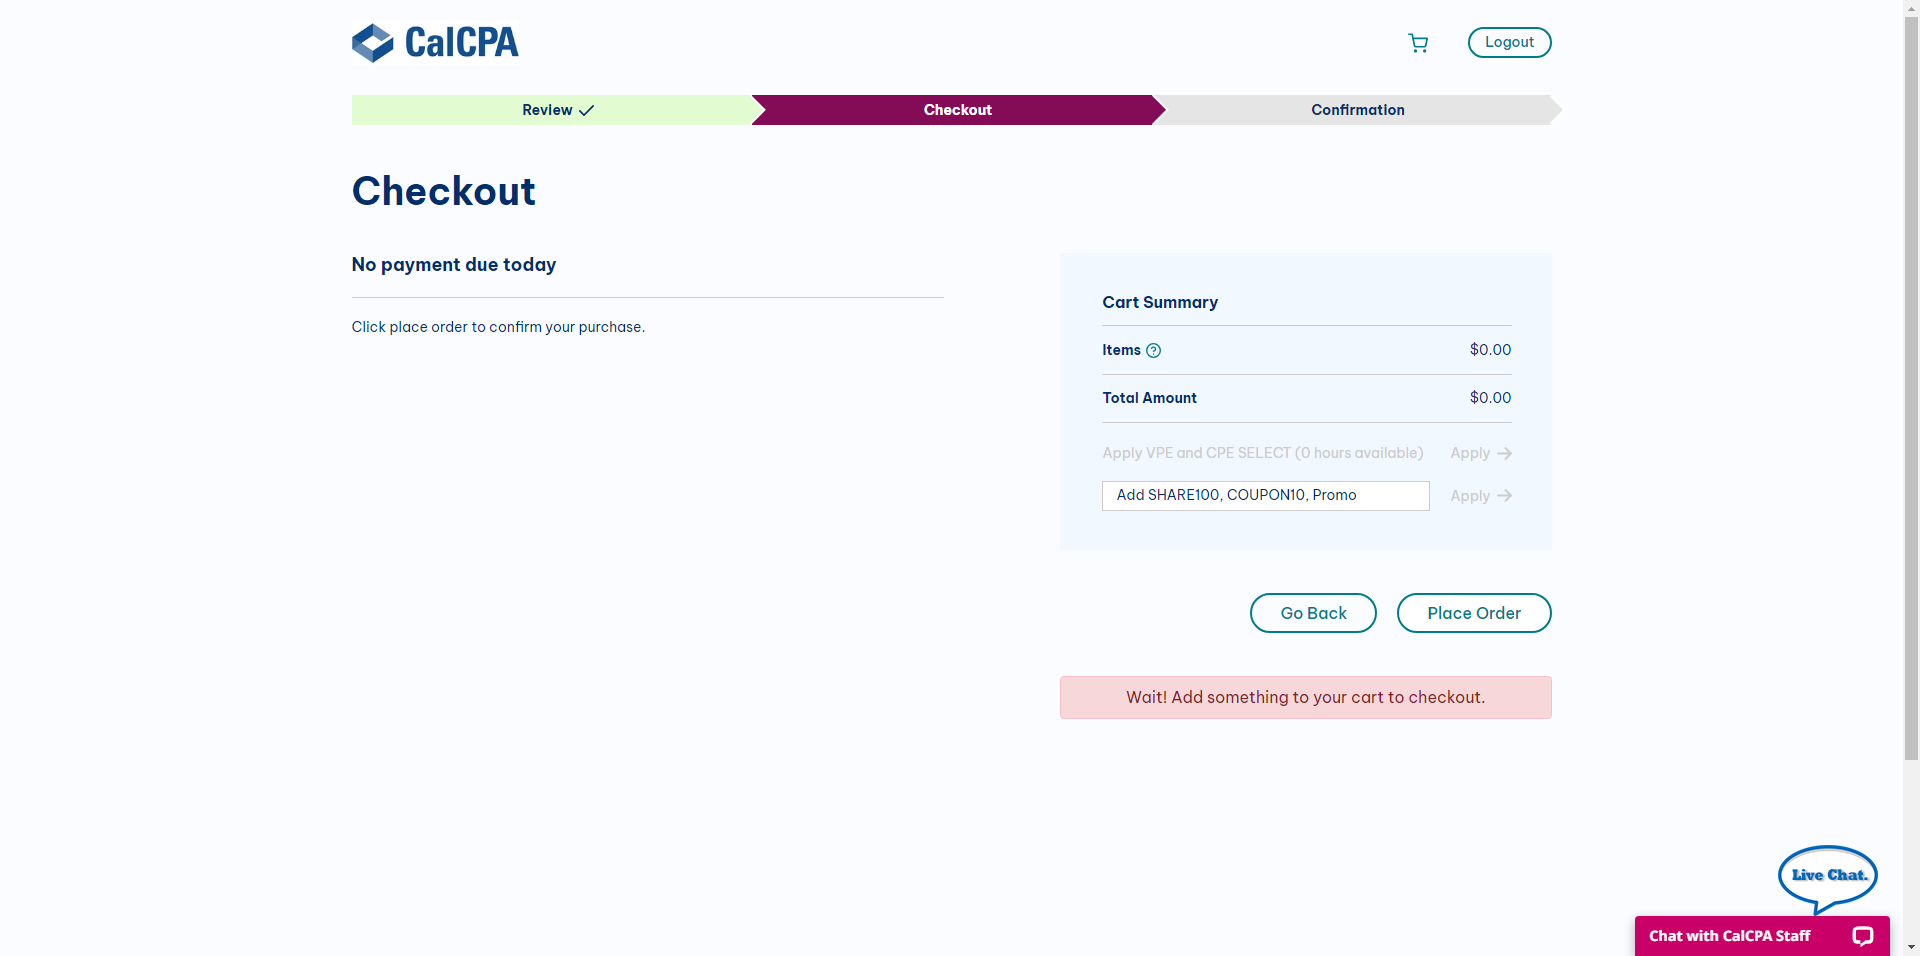 CalCPA
Logout
Review
Checkout
Confirmation
Checkout
No payment due today
Click place order to confirm your purchase.
Cart Summary
Items $0.00
Total Amount $0.00
Apply VPE and CPE SELECT (0 hours available) Apply
Add SHARE100, COUPON10, Promo Apply
Go Back
Place Order
Wait! Add something to your cart to checkout.
Live Chat.
Chat with CalCPA Staff